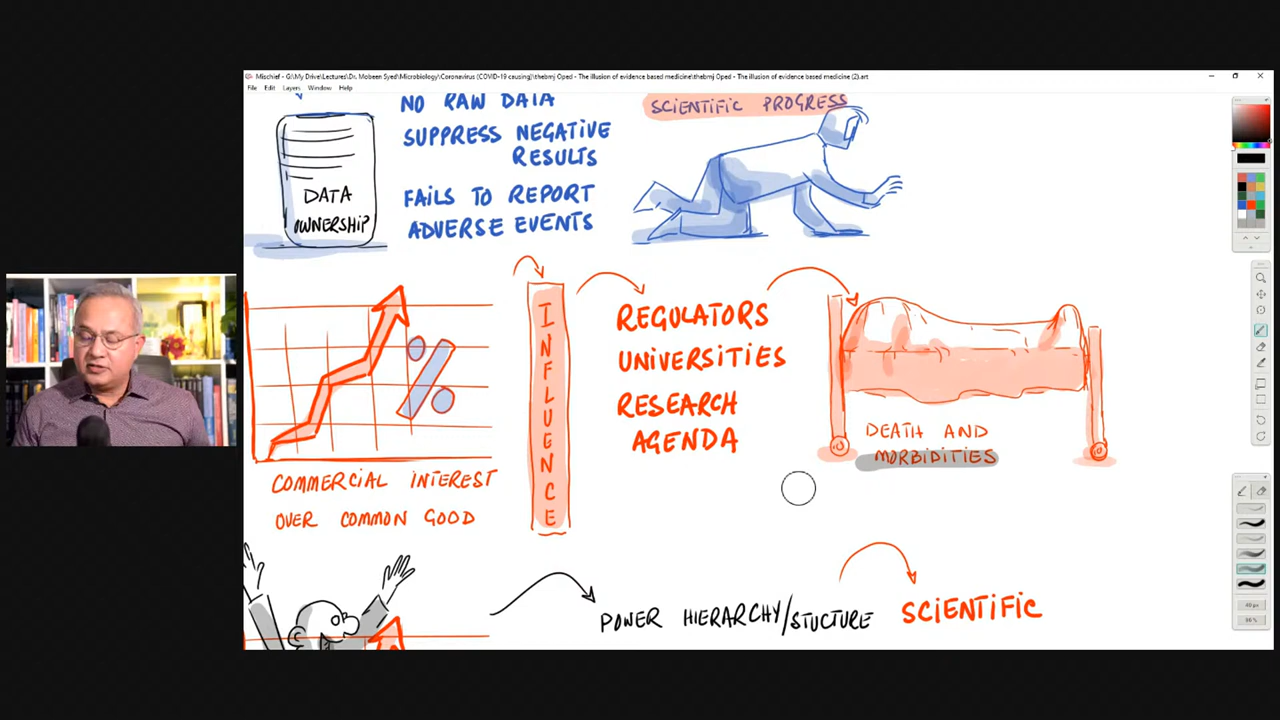 Mischief - G:\My Drive\Lectures\Dr. Mobeen Syed\Microbiology\Coronavirus (COVID-19 causing)\thebmj Oped - The illusion of evidence based medicine\thebmj Oped - The illusion of evidence based medicine (2).art
File Edit Layers Window Help
NO RAW DATA
SUPPRESS NEGATIVE
RESULTS
FAILS TO REPORT
ADVERSE EVENTS
DATA
OWNERSHIP
SCIENTIFIC PROGRESS
COMMERCIAL INTEREST
OVER COMMON GOOD
%
INFLUENCE
REGULATORS
UNIVERSITIES
RESEARCH
AGENDA
DEATH AND
MORBIDITIES
POWER HIERARCHY/STUCTURE
SCIENTIFIC